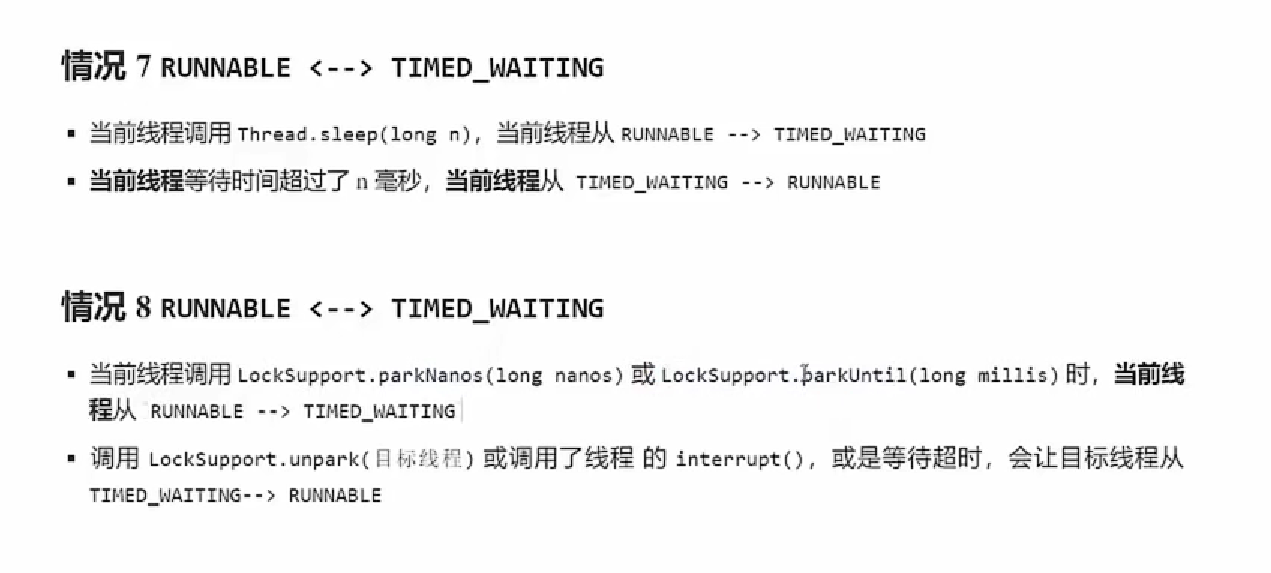 情况 7 RUNNABLE <--> TIMED_WAITING
▪ 当前线程调用 Thread.sleep(long n)，当前线程从 RUNNABLE --> TIMED_WAITING
▪ 当前线程等待时间超过了 n 毫秒，当前线程从 TIMED_WAITING --> RUNNABLE
情况 8 RUNNABLE <--> TIMED_WAITING
▪ 当前线程调用 LockSupport.parkNanos(long nanos) 或 LockSupport.parkUntil(long millis) 时，当前线
程从 RUNNABLE --> TIMED_WAITING
▪ 调用 LockSupport.unpark(目标线程) 或调用了线程 的 interrupt()，或是等待超时，会让目标线程从
TIMED_WAITING--> RUNNABLE